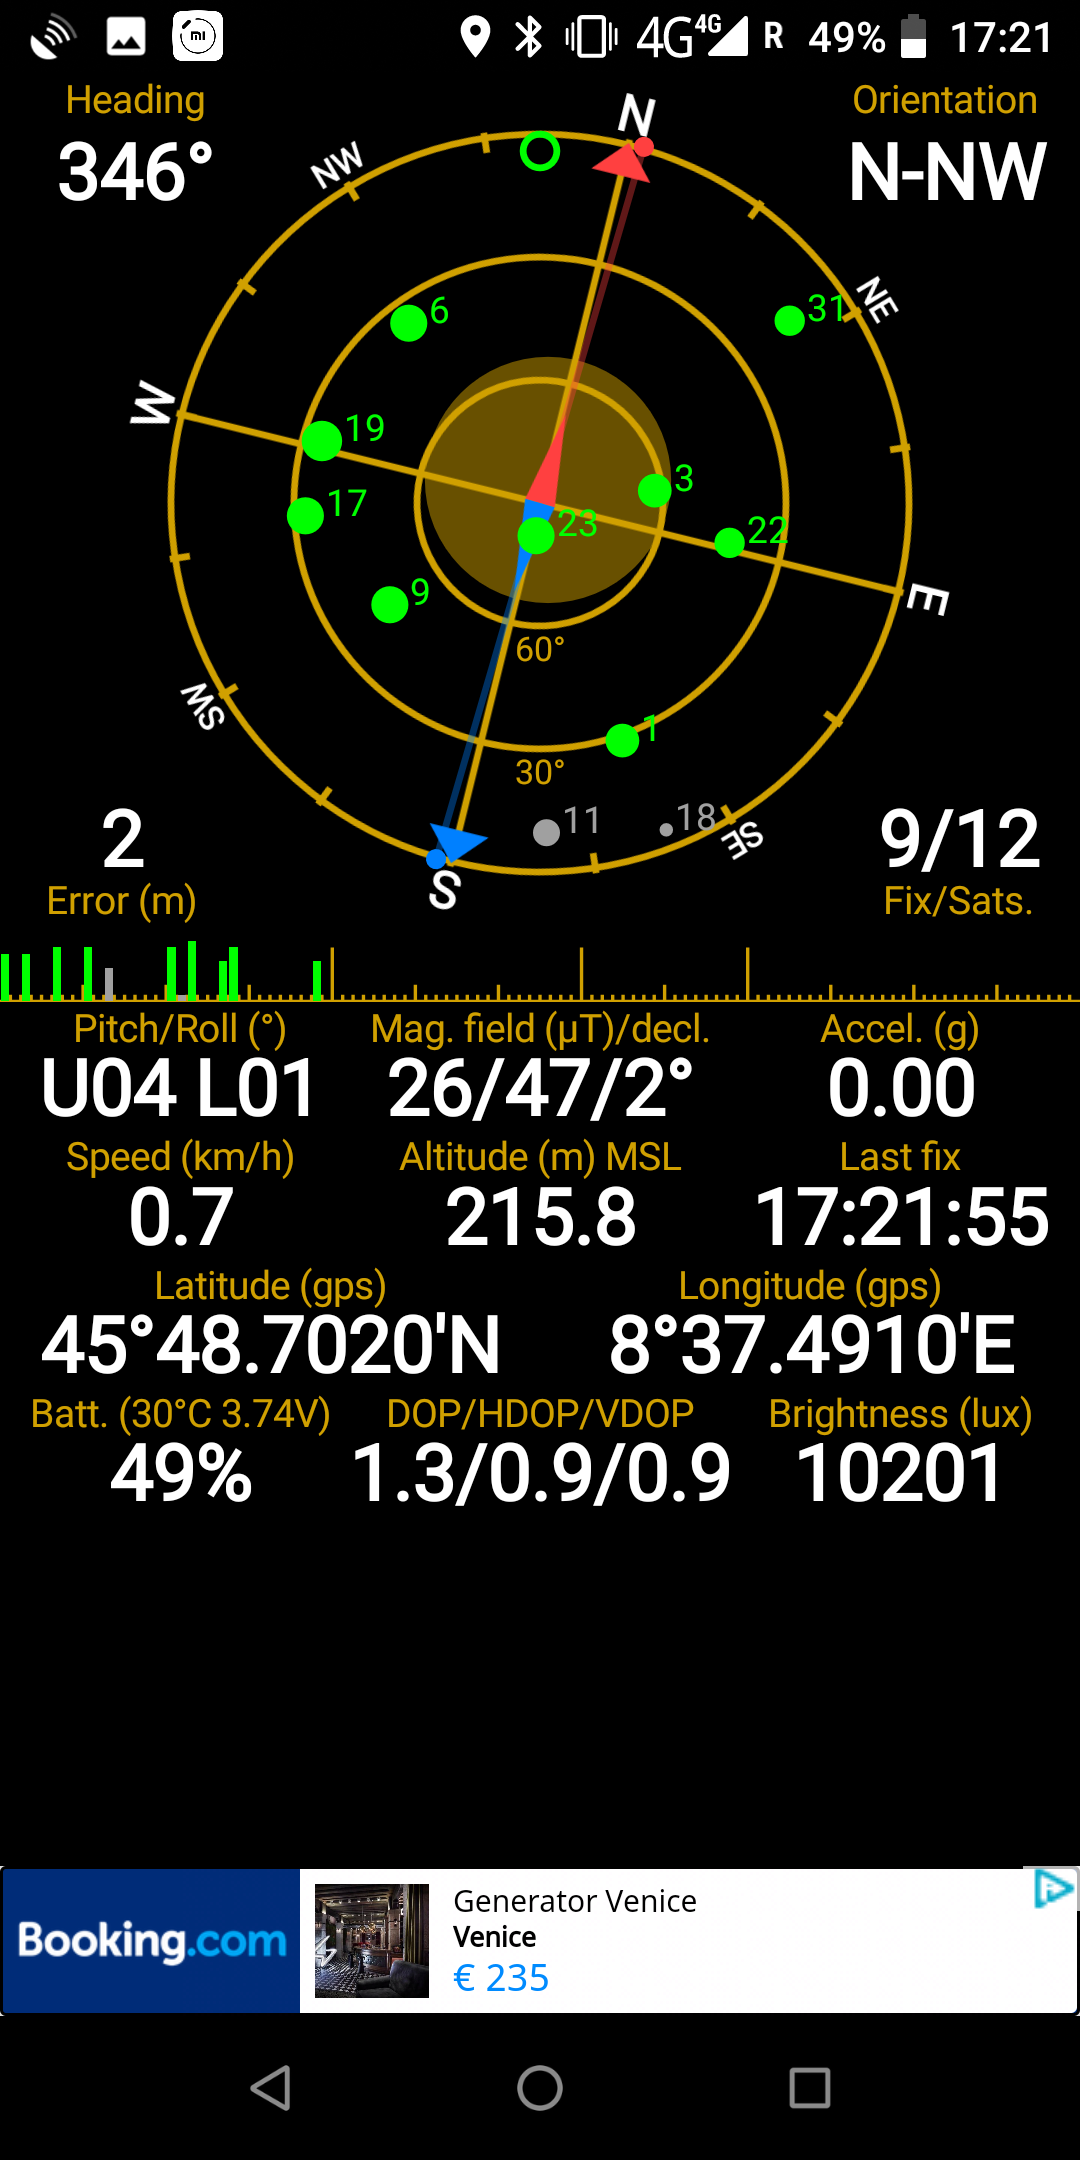 4G 4G R 49% 17:21
Heading Orientation
346° N-NW
N
NW
NE
W
E
SW
SE
S
6
31
19
3
17
23
22
9
60°
1
30°
11
18
2 9/12
Error (m) Fix/Sats.
Pitch/Roll (°) Mag. field (µT)/decl. Accel. (g)
U04 L01 26/47/2° 0.00
Speed (km/h) Altitude (m) MSL Last fix
0.7 215.8 17:21:55
Latitude (gps) Longitude (gps)
45°48.7020'N 8°37.4910'E
Batt. (30°C 3.74V) DOP/HDOP/VDOP Brightness (lux)
49% 1.3/0.9/0.9 10201
Booking.com
Generator Venice
Venice
€ 235